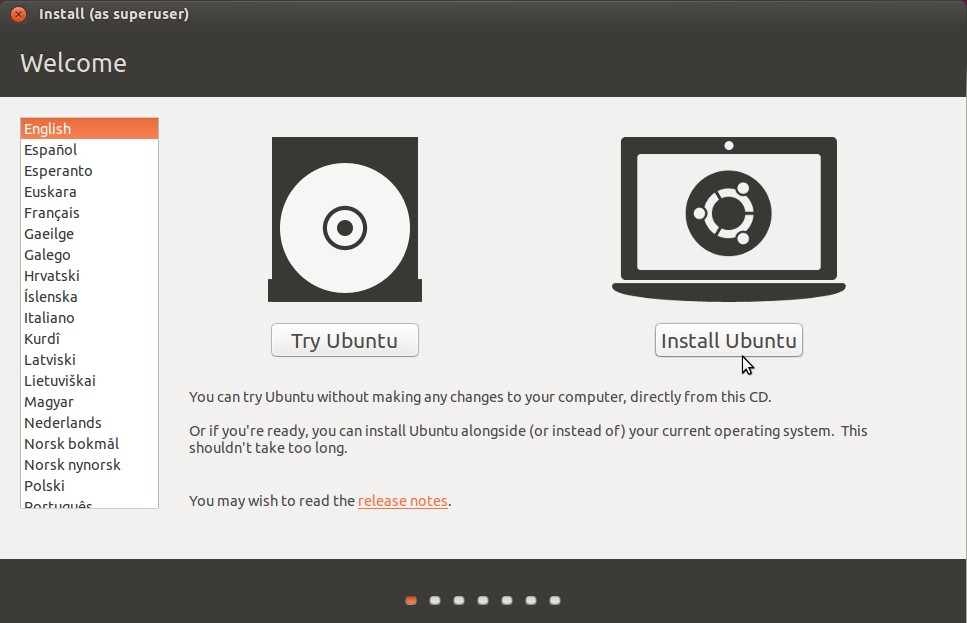 Install (as superuser)
Welcome
English
Español
Esperanto
Euskara
Français
Gaeilge
Galego
Hrvatski
Íslenska
Italiano
Kurdî
Latviski
Lietuviškai
Magyar
Nederlands
Norsk bokmål
Norsk nynorsk
Polski
Português
Try Ubuntu
Install Ubuntu
You can try Ubuntu without making any changes to your computer, directly from this CD.
Or if you're ready, you can install Ubuntu alongside (or instead of) your current operating system. This
shouldn't take too long.
You may wish to read the release notes.